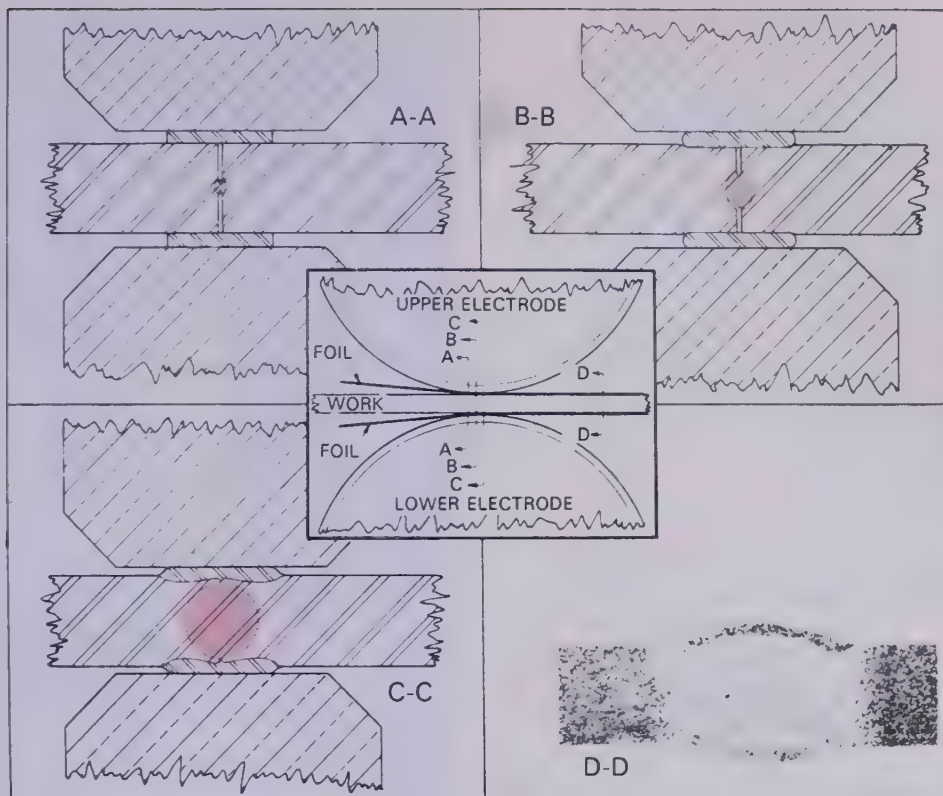 A-A
B-B
UPPER ELECTRODE
C
B
A
D
FOIL
WORK
FOIL
D
A
B
C
LOWER ELECTRODE
C-C
D-D